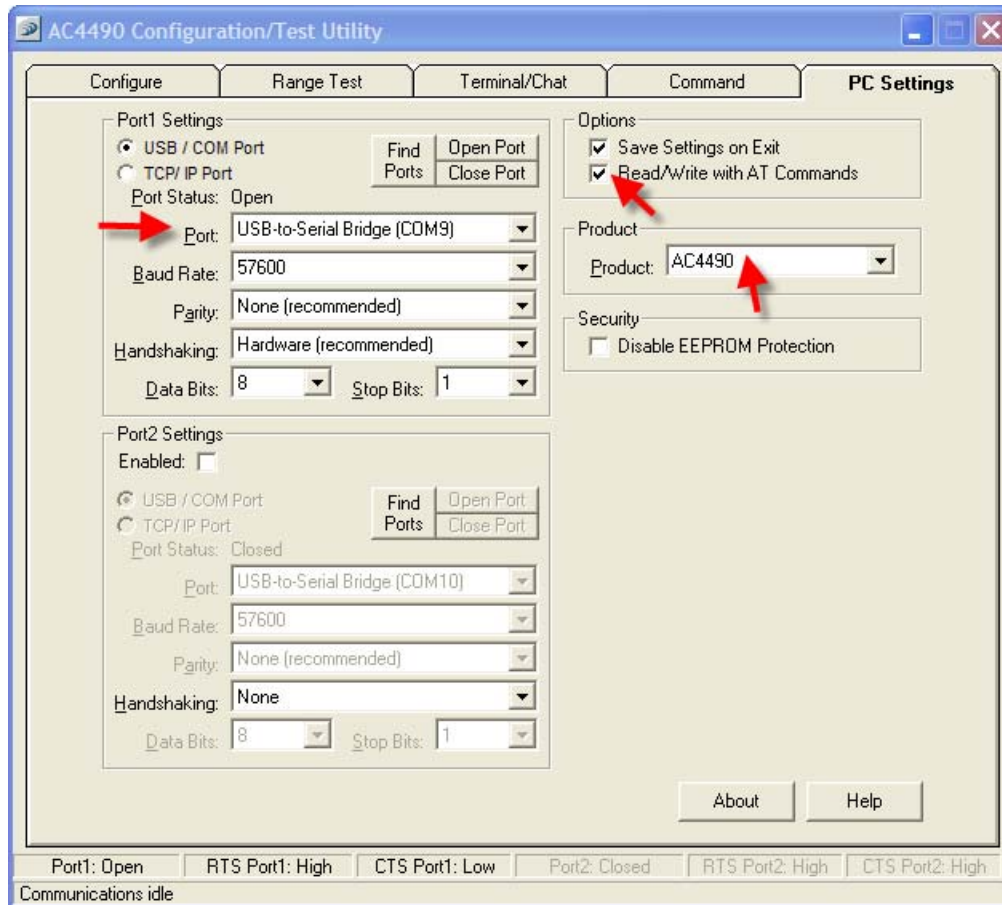 AC4490 Configuration/Test Utility
Configure Range Test Terminal/Chat Command PC Settings
Port1 Settings
USB / COM Port
TCP/ IP Port
Find Ports
Open Port
Close Port
Port Status: Open
Port: USB-to-Serial Bridge (COM9)
Baud Rate: 57600
Parity: None (recommended)
Handshaking: Hardware (recommended)
Data Bits: 8 Stop Bits: 1
Options
Save Settings on Exit
Read/Write with AT Commands
Product
Product: AC4490
Security
Disable EEPROM Protection
Port2 Settings
Enabled:
USB / COM Port
TCP/ IP Port
Find Ports
Open Port
Close Port
Port Status: Closed
Port: USB-to-Serial Bridge (COM10)
Baud Rate: 57600
Parity: None (recommended)
Handshaking: None
Data Bits: 8 Stop Bits: 1
About Help
Port1: Open RTS Port1: High CTS Port1: Low Port2: Closed RTS Port2: High CTS Port2: High
Communications idle